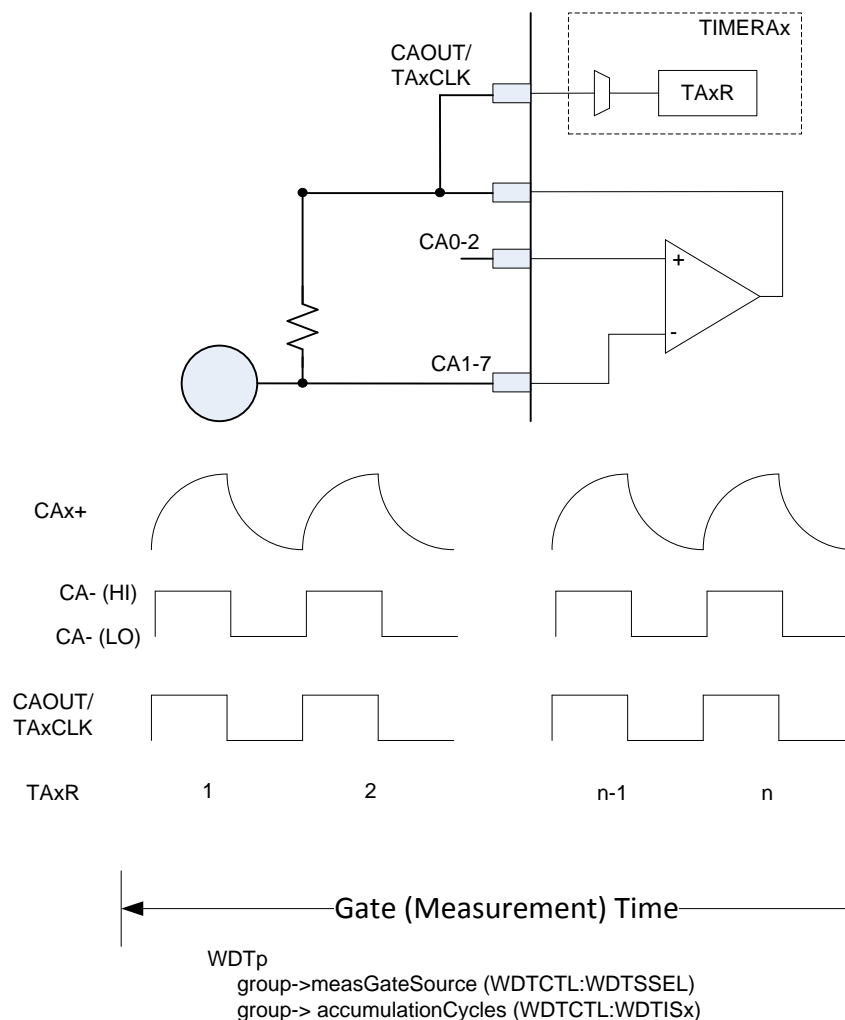 TIMERAx
CAOUT/
TAxCLK
TAxR
CA0-2
+
-
CA1-7
CAx+
CA- (HI)
CA- (LO)
CAOUT/
TAxCLK
TAxR 1 2 n-1 n
Gate (Measurement) Time
WDTp
group->measGateSource (WDTCTL:WDTSSEL)
group-> accumulationCycles (WDTCTL:WDTISx)